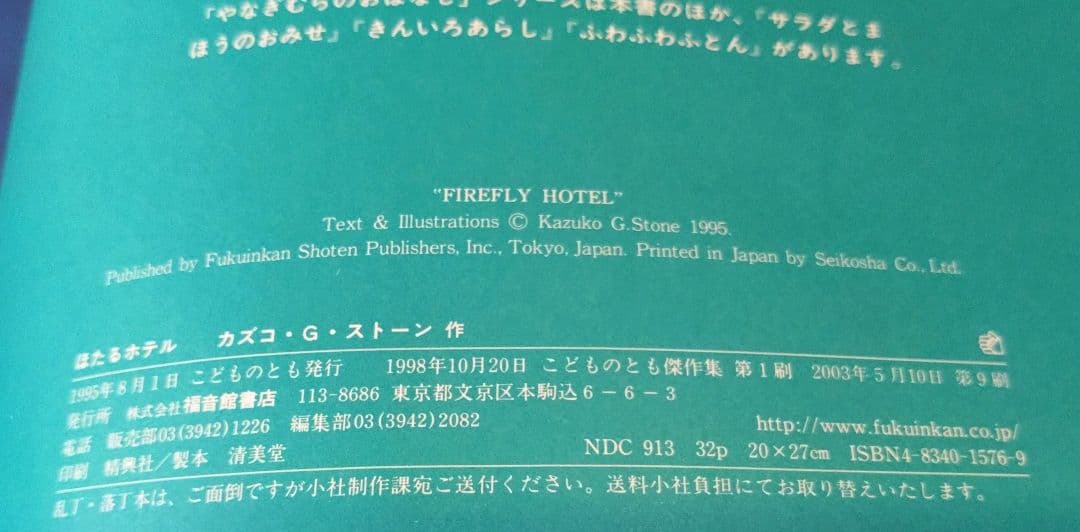 「やなぎむらのおはなし」シリーズは本書のほか、「サラダとま
ほうのおみせ」「きんいろあらし」「ふわふわふとん」があります。
"FIREFLY HOTEL"
Text & Illustrations © Kazuko G.Stone 1995.
Published by Fukuinkan Shoten Publishers, Inc., Tokyo, Japan. Printed in Japan by Seikosha Co., Ltd.
ほたるホテル カズコ・G・ストーン 作
1995年8月1日 こどものとも発行 1998年10月20日 こどものとも傑作集 第1刷 2003年5月10日 第9刷
発行所 株式会社福音館書店 113-8686 東京都文京区本駒込6-6-3
電話 販売部03(3942)1226 編集部03(3942)2082 http://www.fukuinkan.co.jp/
印刷 精興社／製本 清美堂 NDC 913 32p 20×27cm ISBN4-8340-1576-9
乱丁・落丁本は、ご面倒ですが小社制作課宛ご送付ください。送料小社負担にてお取り替えいたします。